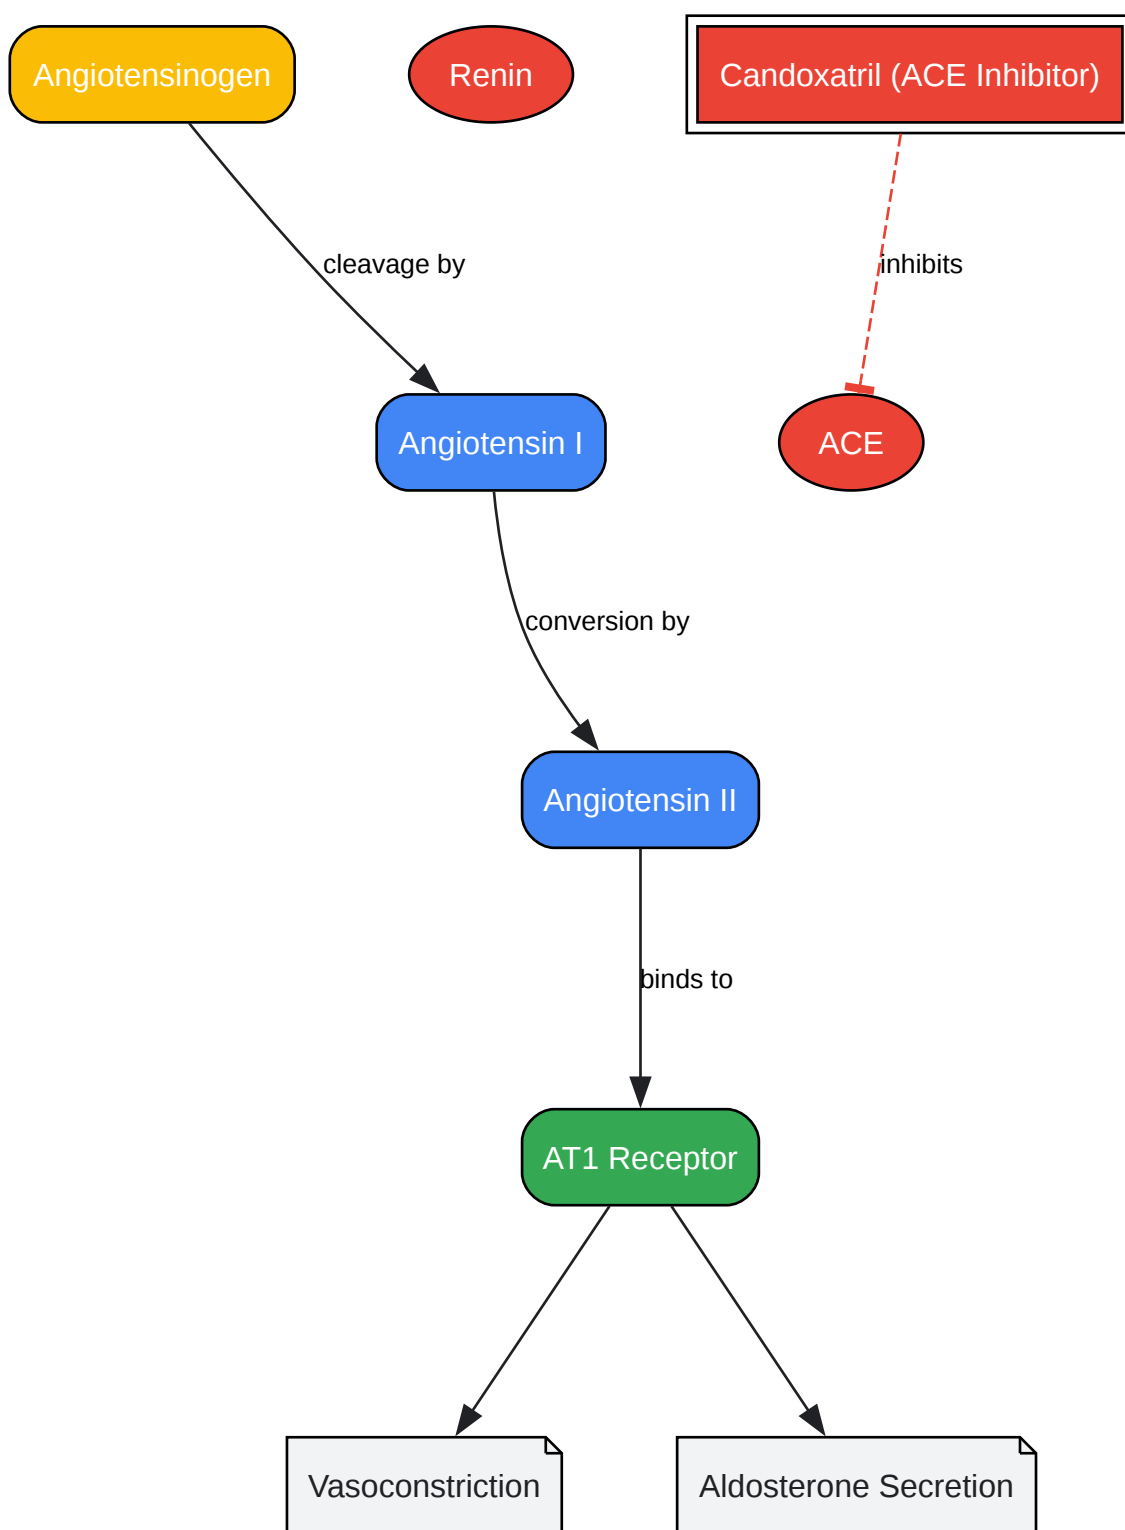 Angiotensinogen
Renin
Candoxatril (ACE Inhibitor)
cleavage by
inhibits
Angiotensin I
ACE
conversion by
Angiotensin II
binds to
AT1 Receptor
Vasoconstriction
Aldosterone Secretion